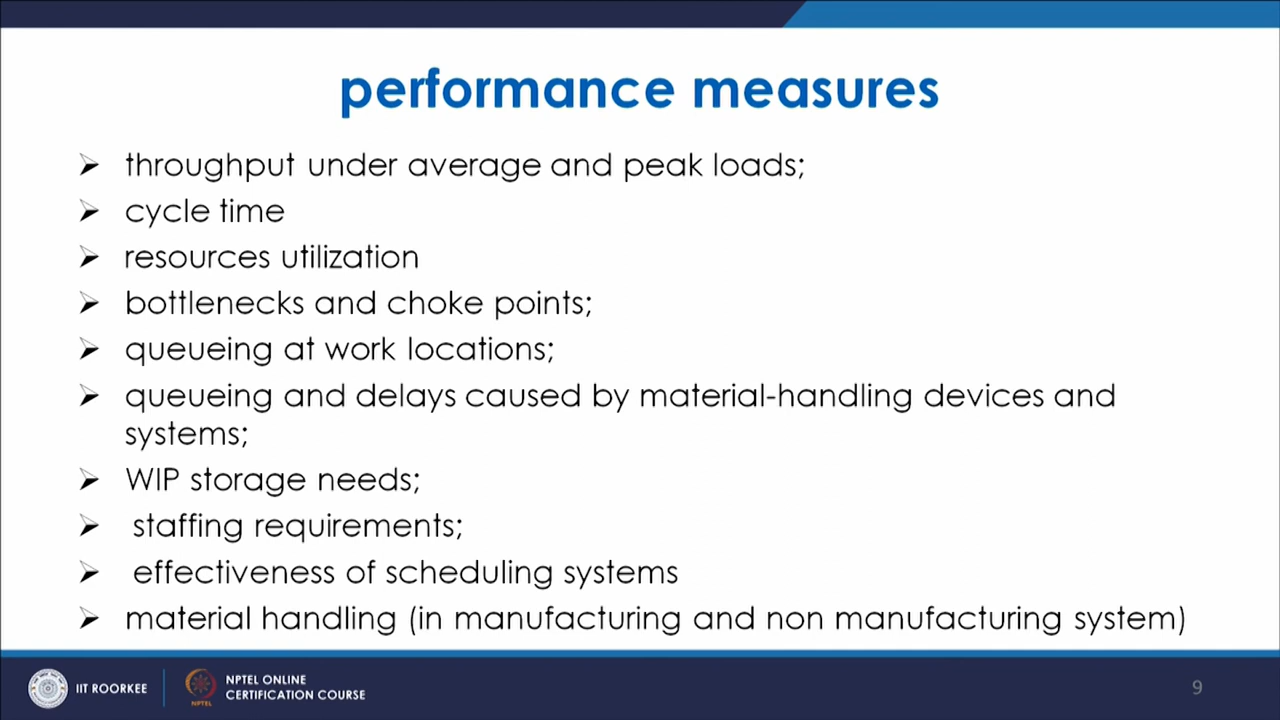 performance measures
throughput under average and peak loads;
cycle time
resources utilization
bottlenecks and choke points;
queueing at work locations;
queueing and delays caused by material-handling devices and
systems;
WIP storage needs;
staffing requirements;
effectiveness of scheduling systems
material handling (in manufacturing and non manufacturing system)
IIT ROORKEE
NPTEL
NPTEL ONLINE
CERTIFICATION COURSE
9